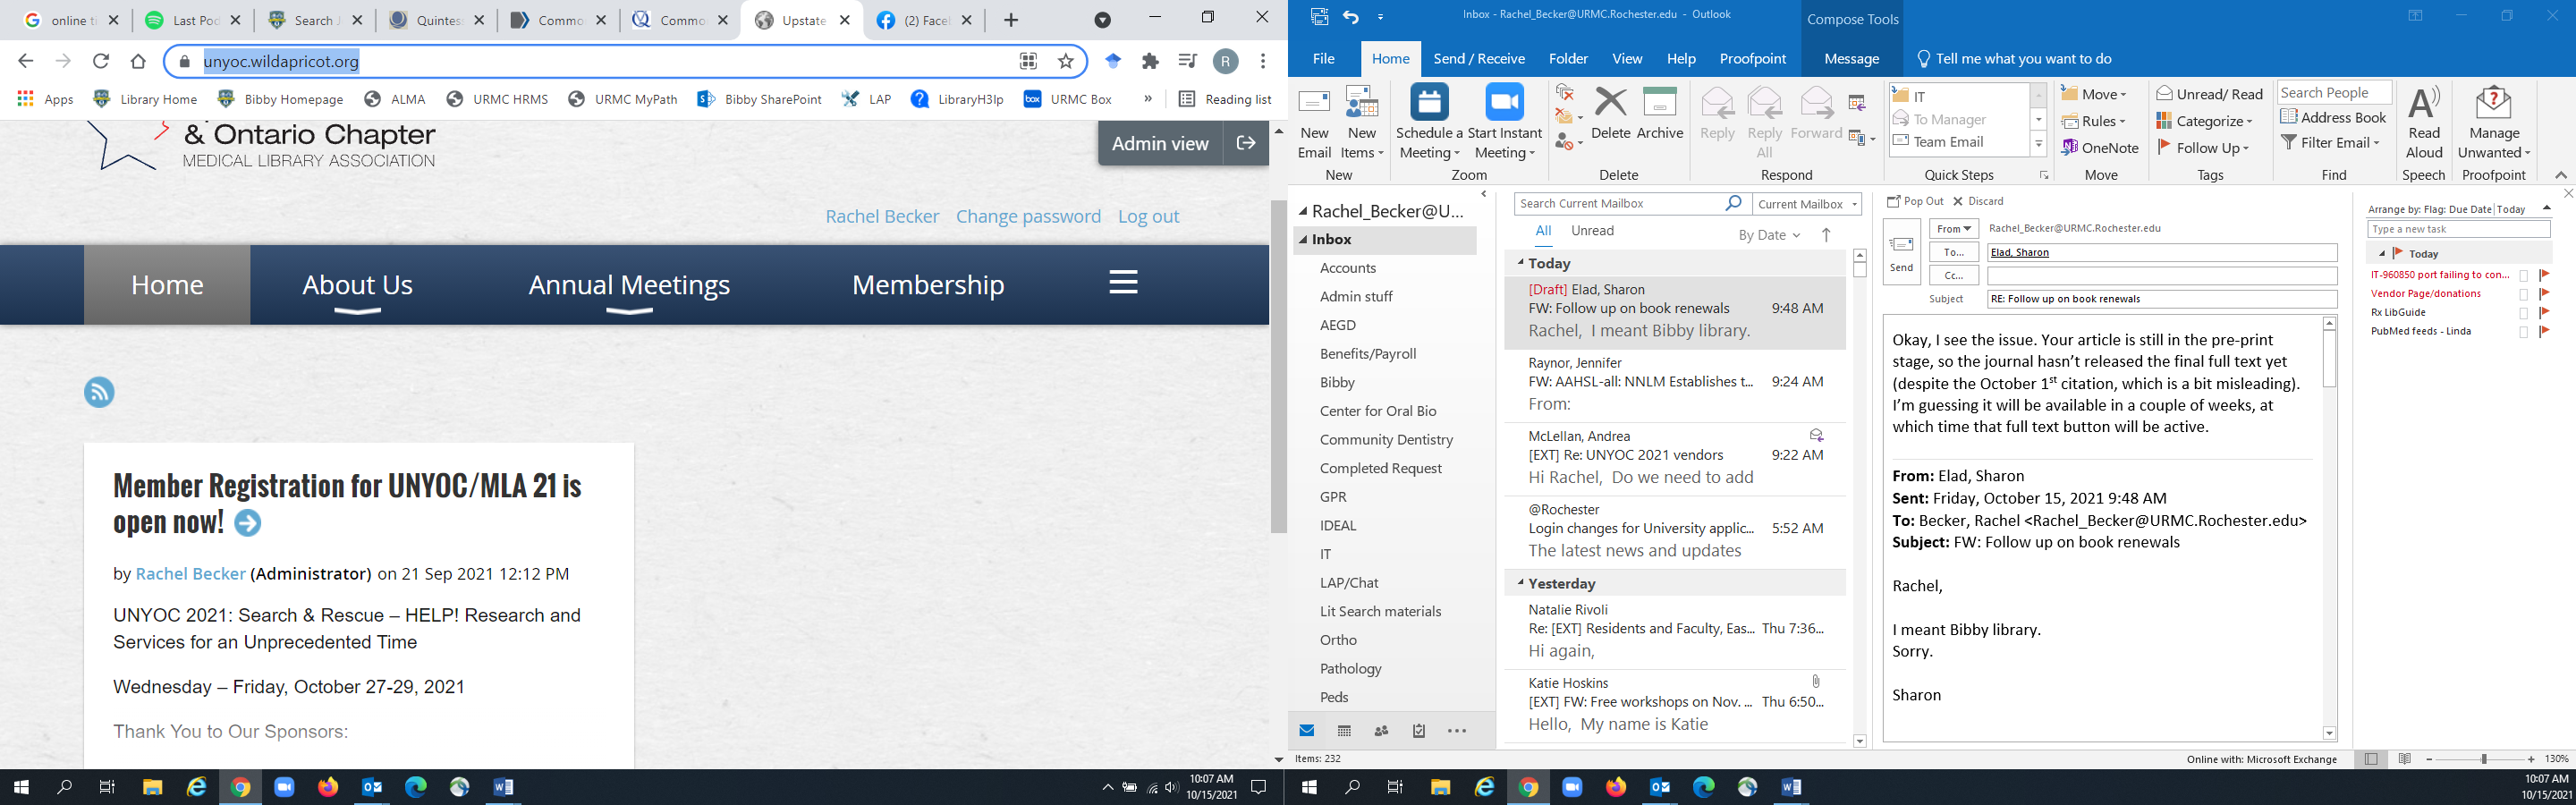 online t
Last Pod
Search J
Quintes
Commo
Commo
Upstate
(2) Facel
unyoc.wildapricot.org
R
Apps
Library Home
Bibby Homepage
ALMA
URMC HRMS
URMC MyPath
Bibby SharePoint
LAP
LibraryH3lp
box
URMC Box
»
Reading list
& Ontario Chapter
MEDICAL LIBRARY ASSOCIATION
Admin view
Rachel Becker Change password Log out
Home
About Us
Annual Meetings
Membership
Member Registration for UNYOC/MLA 21 is
open now!
by Rachel Becker (Administrator) on 21 Sep 2021 12:12 PM
UNYOC 2021: Search & Rescue – HELP! Research and
Services for an Unprecedented Time
Wednesday – Friday, October 27-29, 2021
Thank You to Our Sponsors:
10:07 AM
10/15/2021
Inbox - Rachel_Becker@URMC.Rochester.edu - Outlook
Compose Tools
File
Home
Send / Receive
Folder
View
Help
Proofpoint
Message
Tell me what you want to do
New
Email
New
Items
New
Schedule a
Meeting
Start Instant
Meeting
Zoom
Delete
Archive
Delete
Reply
Reply
All
Forward
Respond
IT
To Manager
Team Email
Quick Steps
Move
Rules
OneNote
Move
Unread/ Read
Categorize
Follow Up
Tags
Search People
Address Book
Filter Email
Find
Read
Aloud
Speech
Manage
Unwanted
Proofpoint
Rachel_Becker@U...
Inbox
Accounts
Admin stuff
AEGD
Benefits/Payroll
Bibby
Center for Oral Bio
Community Dentistry
Completed Request
GPR
IDEAL
IT
LAP/Chat
Lit Search materials
Ortho
Pathology
Peds
Items: 232
Search Current Mailbox
Current Mailbox
All
Unread
By Date
Today
[Draft] Elad, Sharon
FW: Follow up on book renewals 9:48 AM
Rachel, I meant Bibby library.
Raynor, Jennifer
FW: AAHSL-all: NNLM Establishes t... 9:24 AM
From:
McLellan, Andrea
[EXT] Re: UNYOC 2021 vendors 9:22 AM
Hi Rachel, Do we need to add
@Rochester
Login changes for University applic... 5:52 AM
The latest news and updates
Yesterday
Natalie Rivoli
Re: [EXT] Residents and Faculty, Eas... Thu 7:36...
Hi again,
Katie Hoskins
[EXT] FW: Free workshops on Nov. ... Thu 6:50...
Hello, My name is Katie
Pop Out
Discard
Send
From
Rachel_Becker@URMC.Rochester.edu
To...
Elad, Sharon
Cc...
Subject
RE: Follow up on book renewals
Okay, I see the issue. Your article is still in the pre-print
stage, so the journal hasn’t released the final full text yet
(despite the October 1st citation, which is a bit misleading).
I’m guessing it will be available in a couple of weeks, at
which time that full text button will be active.
From: Elad, Sharon
Sent: Friday, October 15, 2021 9:48 AM
To: Becker, Rachel <Rachel_Becker@URMC.Rochester.edu>
Subject: FW: Follow up on book renewals
Rachel,
I meant Bibby library.
Sorry.
Sharon
Arrange by: Flag: Due Date Today
Type a new task
Today
IT-960850 port failing to con...
Vendor Page/donations
Rx LibGuide
PubMed feeds - Linda
Online with: Microsoft Exchange
130%
10:07 AM
10/15/2021